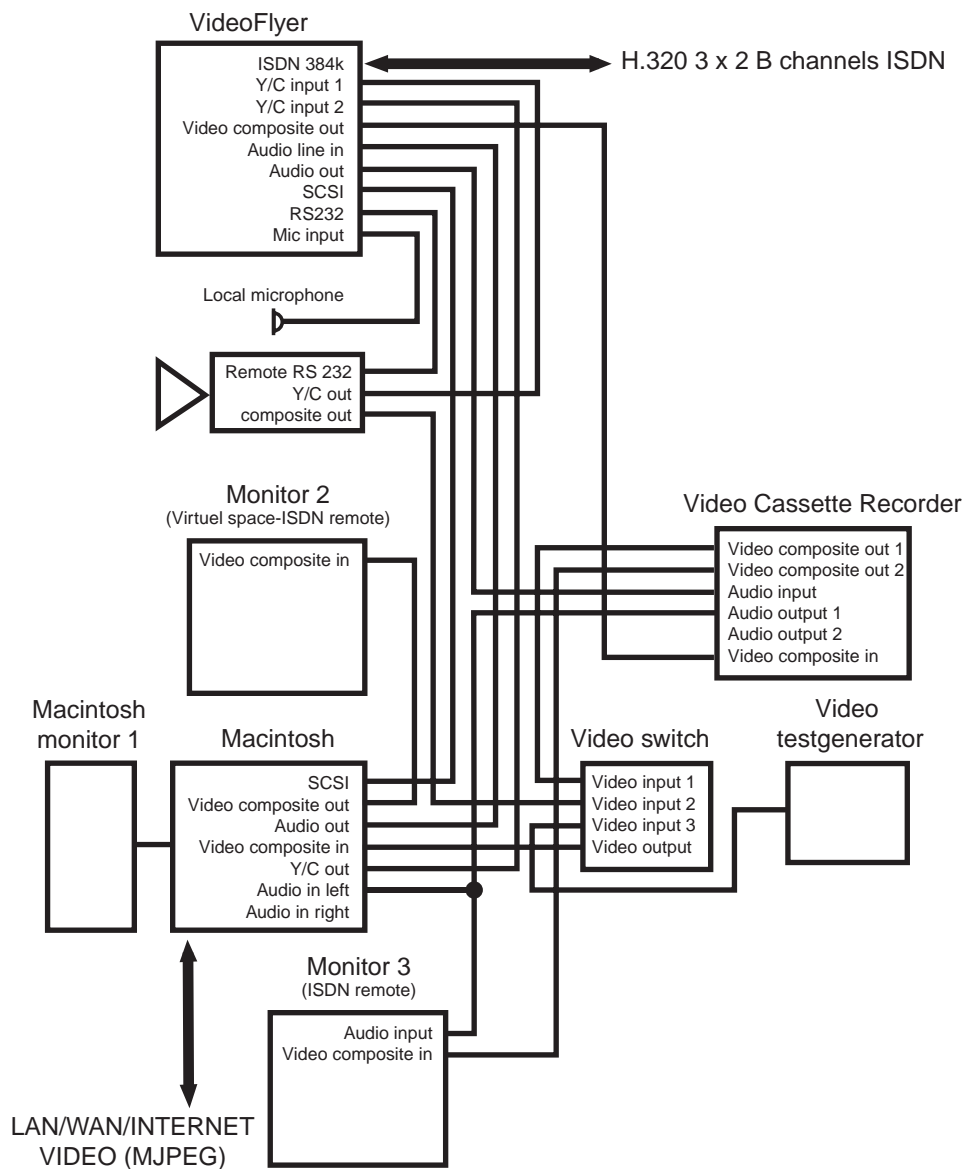 VideoFlyer
ISDN 384k
Y/C input 1
Y/C input 2
Video composite out
Audio line in
Audio out
SCSI
RS232
Mic input
H.320 3 x 2 B channels ISDN
Local microphone
Remote RS 232
Y/C out
composite out
Monitor 2
(Virtuel space-ISDN remote)
Video composite in
Video Cassette Recorder
Video composite out 1
Video composite out 2
Audio input
Audio output 1
Audio output 2
Video composite in
Macintosh
monitor 1
Macintosh
SCSI
Video composite out
Audio out
Video composite in
Y/C out
Audio in left
Audio in right
Video switch
Video input 1
Video input 2
Video input 3
Video output
Video
testgenerator
Monitor 3
(ISDN remote)
Audio input
Video composite in
LAN/WAN/INTERNET
VIDEO (MJPEG)